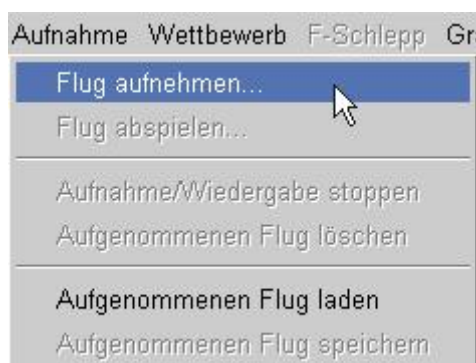 Aufnahme Wettbewerb F-Schlepp Gr
Flug aufnehmen...
Flug abspielen...
Aufnahme/Wiedergabe stoppen
Aufgenommenen Flug löschen
Aufgenommenen Flug laden
Aufgenommenen Flug speichern